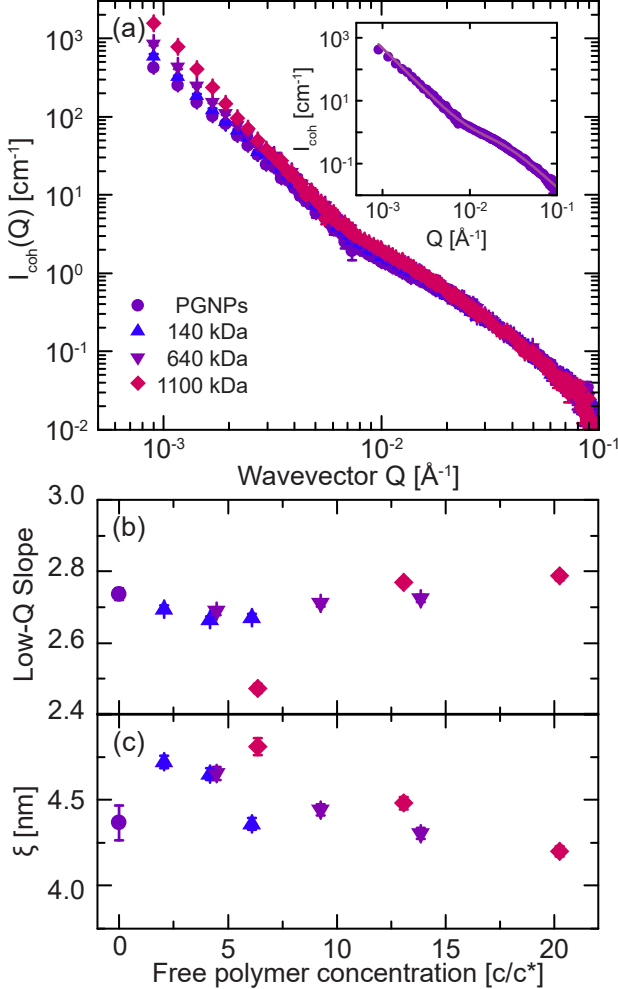 (a)
10³
10²
10¹
10⁰
10⁻¹
10⁻²
I_coh(Q) [cm⁻¹]
10⁻³ 10⁻² 10⁻¹
Wavevector Q [Å⁻¹]
PGNPs
140 kDa
640 kDa
1100 kDa
10³
10¹
10⁻¹
I_coh [cm⁻¹]
10⁻³ 10⁻² 10⁻¹
Q [Å⁻¹]
(b)
3.0
2.8
2.6
2.4
Low-Q Slope
(c)
4.5
4.0
ξ [nm]
0 5 10 15 20
Free polymer concentration [c/c*]